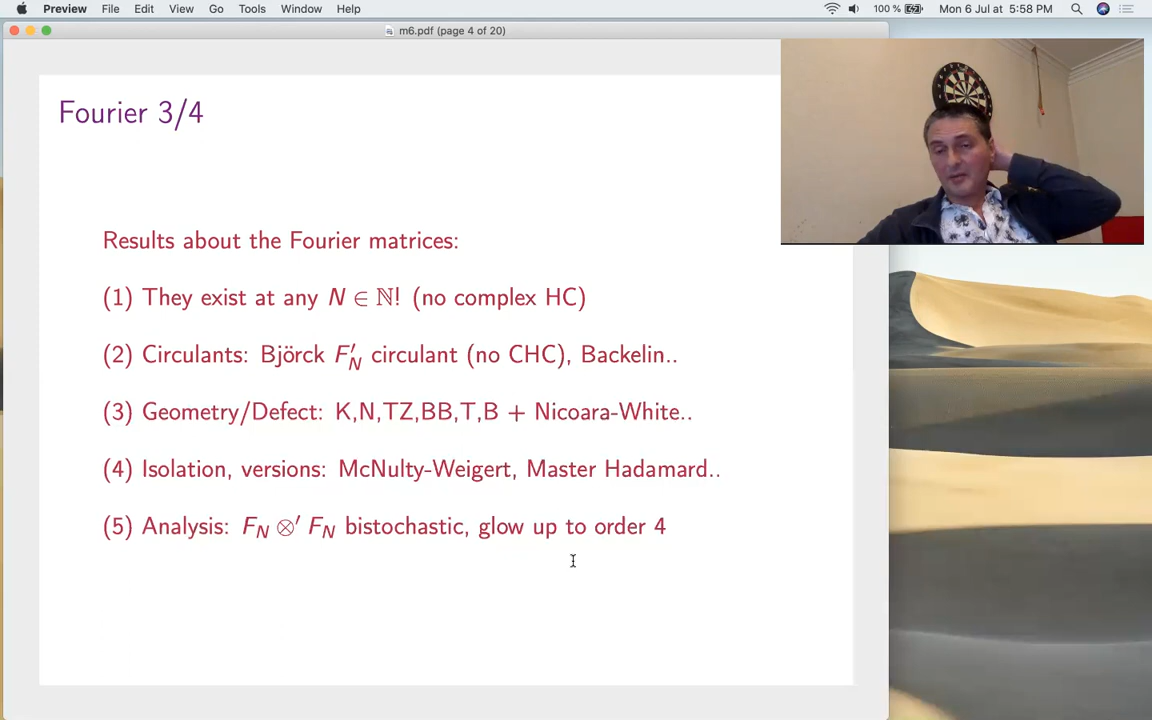 Preview File Edit View Go Tools Window Help 100 % Mon 6 Jul at 5:58 PM
m6.pdf (page 4 of 20)
Fourier 3/4
Results about the Fourier matrices:
(1) They exist at any N ∈ ℕ! (no complex HC)
(2) Circulants: Björck F′_N circulant (no CHC), Backelin..
(3) Geometry/Defect: K,N,TZ,BB,T,B + Nicoara-White..
(4) Isolation, versions: McNulty-Weigert, Master Hadamard..
(5) Analysis: F_N ⊗′ F_N bistochastic, glow up to order 4